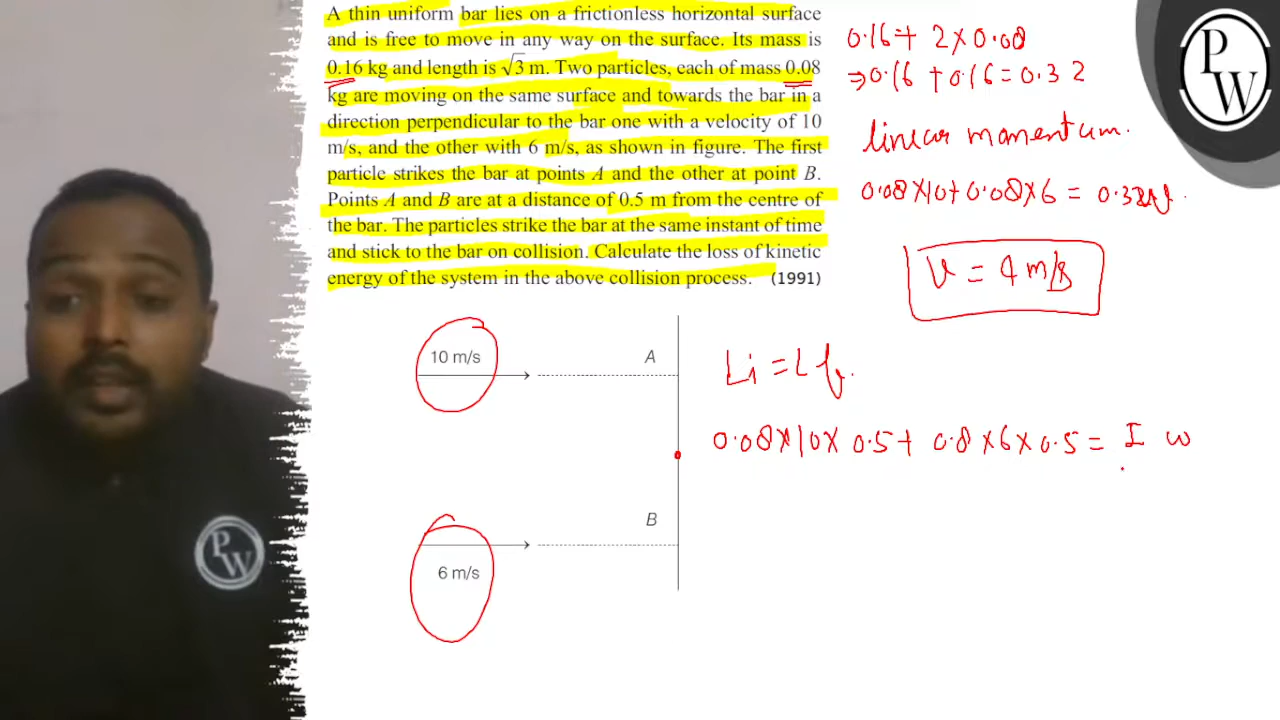 A thin uniform bar lies on a frictionless horizontal surface
and is free to move in any way on the surface. Its mass is
0.16 kg and length is √3 m. Two particles, each of mass 0.08
kg are moving on the same surface and towards the bar in a
direction perpendicular to the bar one with a velocity of 10
m/s, and the other with 6 m/s, as shown in figure. The first
particle strikes the bar at points A and the other at point B.
Points A and B are at a distance of 0.5 m from the centre of
the bar. The particles strike the bar at the same instant of time
and stick to the bar on collision. Calculate the loss of kinetic
energy of the system in the above collision process. (1991)
0.16 + 2×0.08
⇒ 0.16 + 0.16 = 0.32
linear momentum.
0.08×10+0.08×6 = 0.32
V = 4 m/s
10 m/s
A
Li = Lf.
0.08×10×0.5+ 0.8×6×0.5= I ω
B
6 m/s
P
W
PW